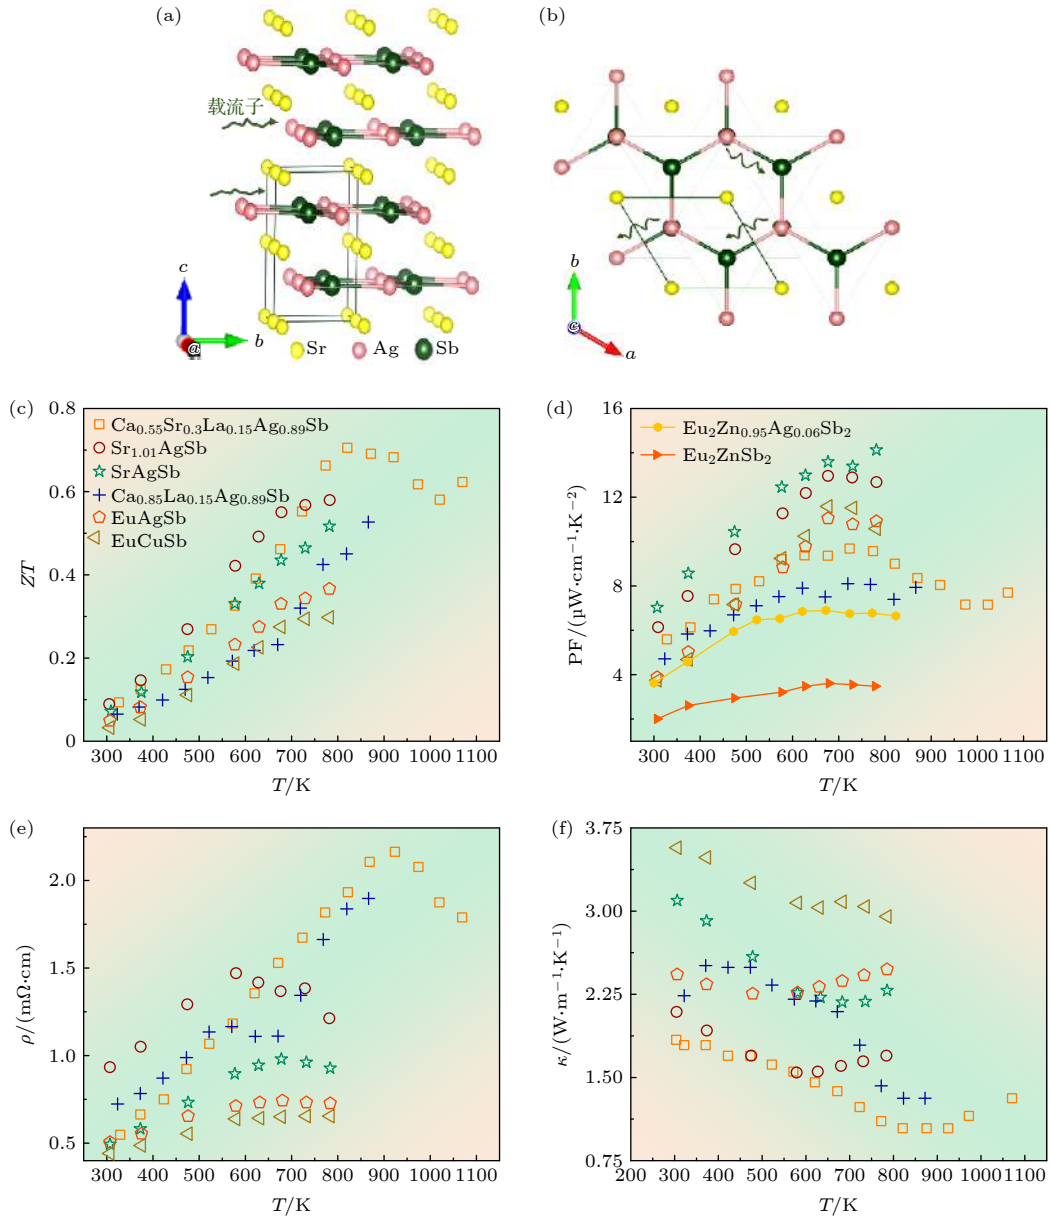 (a)
(b)
载流子
c
b
a
Sr
Ag
Sb
b
c
a
(c)
0.8
0.6
0.4
0.2
0
ZT
Ca0.55Sr0.3La0.15Ag0.89Sb
Sr1.01AgSb
SrAgSb
Ca0.85La0.15Ag0.89Sb
EuAgSb
EuCuSb
300 400 500 600 700 800 900 1000 1100
T/K
(d)
16
12
8
4
PF/(μW·cm−1·K−2)
Eu2Zn0.95Ag0.06Sb2
Eu2ZnSb2
300 400 500 600 700 800 900 1000 1100
T/K
(e)
2.0
1.5
1.0
0.5
ρ/(mΩ·cm)
300 400 500 600 700 800 900 1000 1100
T/K
(f)
3.75
3.00
2.25
1.50
0.75
κ/(W·m−1·K−1)
200 300 400 500 600 700 800 900 1000 1100
T/K